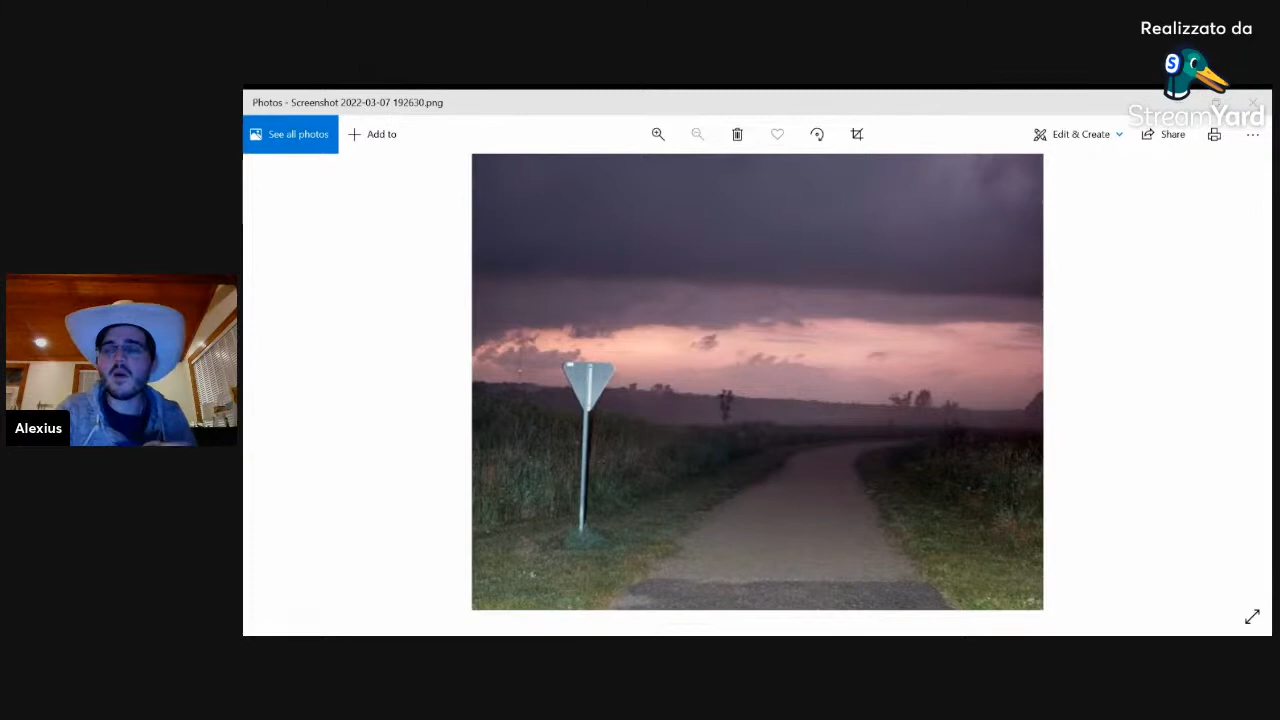 Realizzato da
StreamYard
Photos - Screenshot 2022-03-07 192630.png
See all photos
Add to
Edit & Create
Share
Alexius